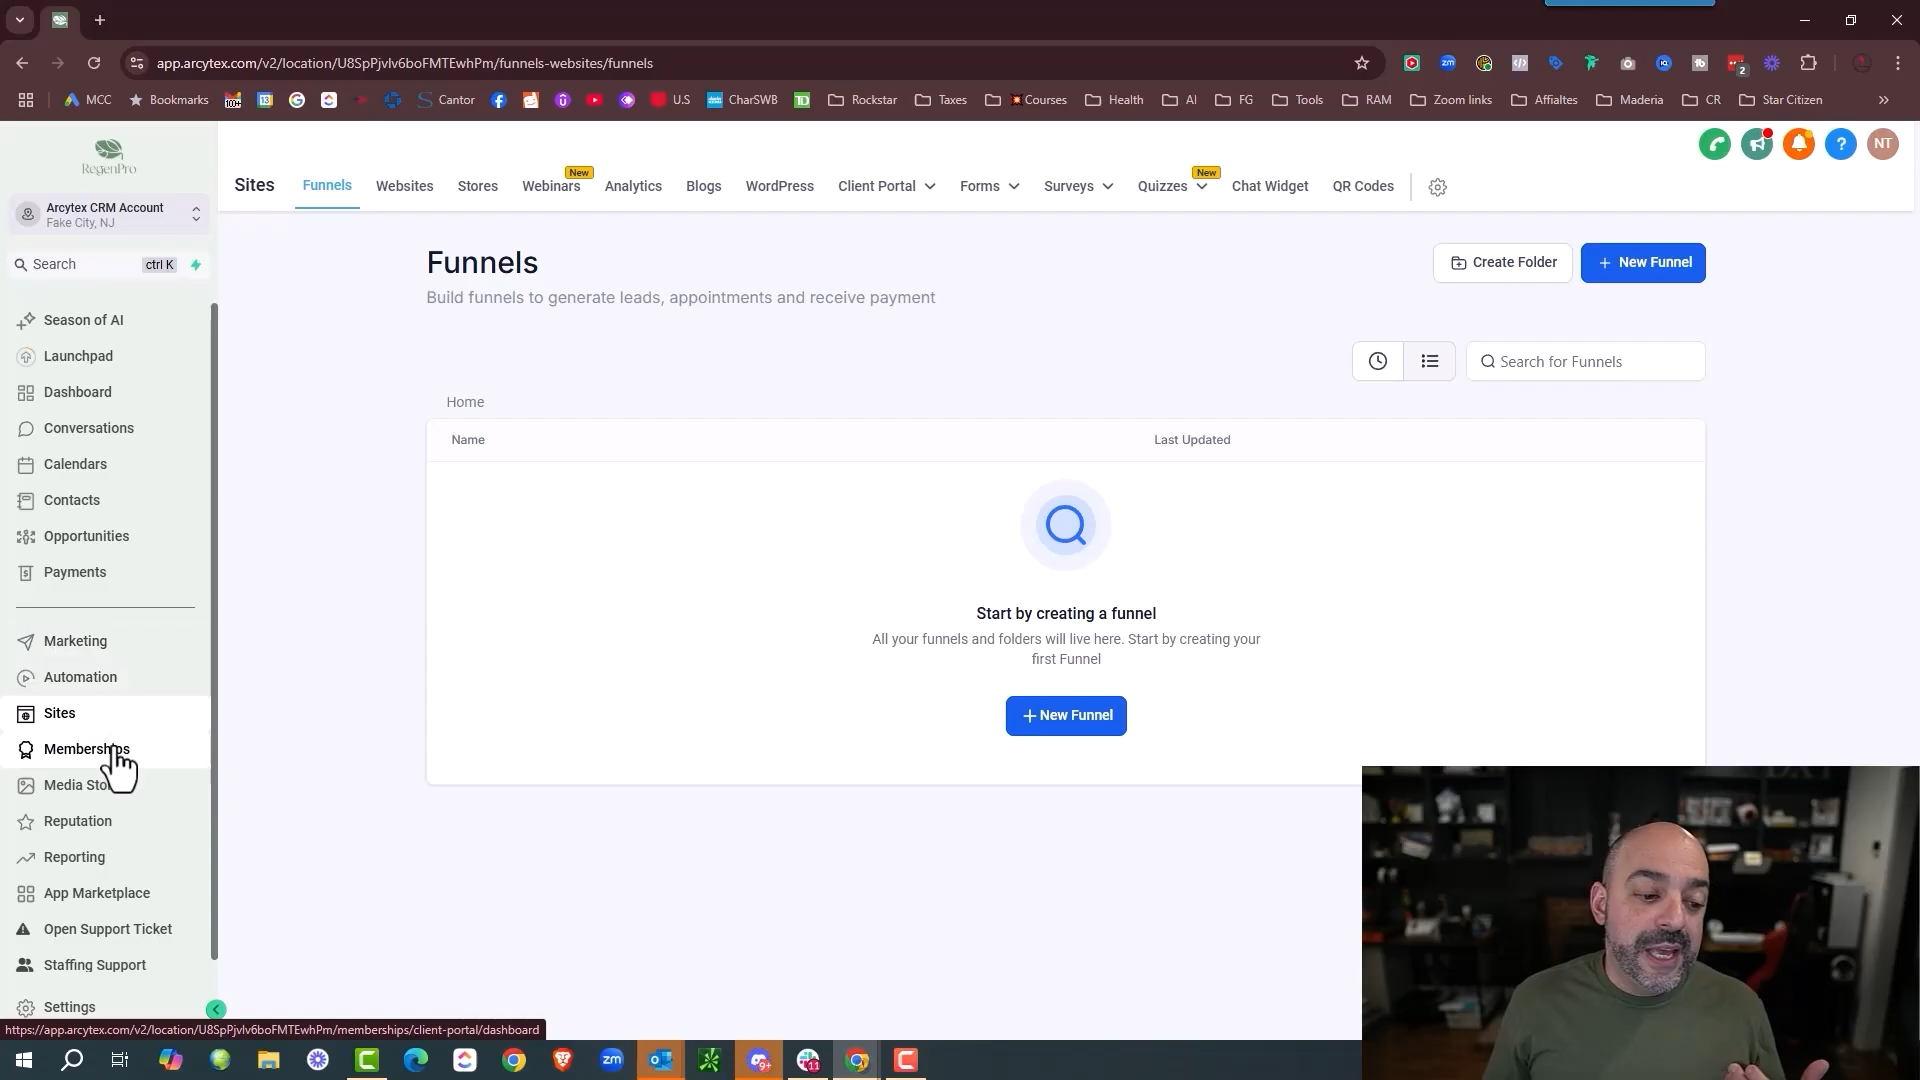 app.arcytex.com/v2/location/U8SpPjvlv6boFMTEwhPm/funnels-websites/funnels
2
MCC
Bookmarks
Cantor
U.S
CharSWB
Rockstar
Taxes
Courses
Health
AI
FG
Tools
RAM
Zoom links
Affialtes
Maderia
CR
Star Citizen
RegenPro
Arcytex CRM Account
Fake City, NJ
Search
ctrl K
Season of AI
Launchpad
Dashboard
Conversations
Calendars
Contacts
Opportunities
Payments
Marketing
Automation
Sites
Memberships
Media Sto
Reputation
Reporting
App Marketplace
Open Support Ticket
Staffing Support
Settings
NT
Sites
Funnels
Websites
Stores
Webinars
New
Analytics
Blogs
WordPress
Client Portal
Forms
Surveys
Quizzes
New
Chat Widget
QR Codes
Funnels
Build funnels to generate leads, appointments and receive payment
Create Folder
+ New Funnel
Search for Funnels
Home
Name
Last Updated
Start by creating a funnel
All your funnels and folders will live here. Start by creating your
first Funnel
+ New Funnel
https://app.arcytex.com/v2/location/U8SpPjvlv6boFMTEwhPm/memberships/client-portal/dashboard
zm
9+
11